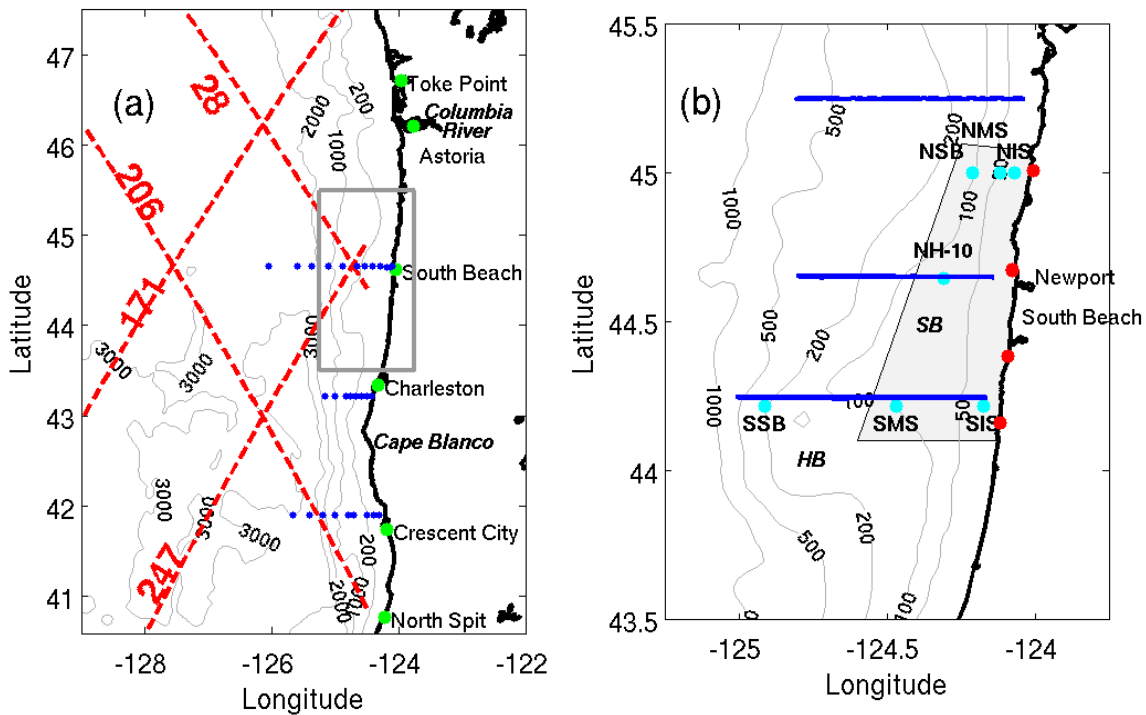 (a)
47
46
45
44
43
42
41
Latitude
-128
-126
-124
-122
Longitude
28
206
171
247
2000
200
1000
3000
3000
3000
3000
3000
3000
200
2000
Toke Point
Columbia
River
Astoria
South Beach
Charleston
Cape Blanco
Crescent City
North Spit
(b)
45.5
45
44.5
44
43.5
Latitude
-125
-124.5
-124
Longitude
500
200
NMS
NSB
NIS
1000
100
NH-10
Newport
500
200
SB
South Beach
1000
50
SSB
SMS
SIS
HB
200
500
100